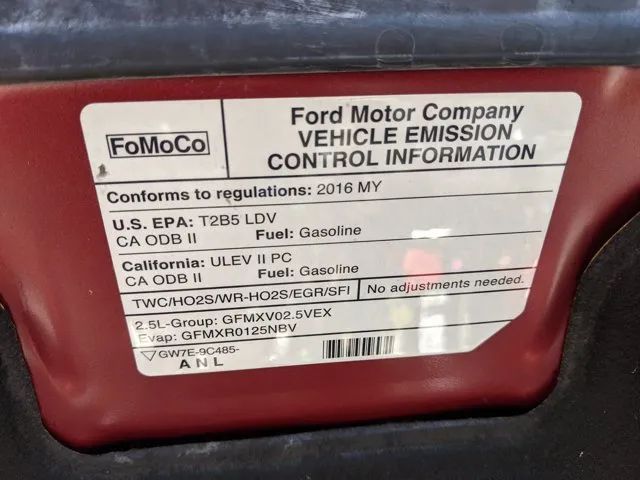 FoMoCo
Ford Motor Company
VEHICLE EMISSION
CONTROL INFORMATION
Conforms to regulations: 2016 MY
U.S. EPA: T2B5 LDV
CA ODB II Fuel: Gasoline
California: ULEV II PC
CA ODB II Fuel: Gasoline
TWC/HO2S/WR-HO2S/EGR/SFI No adjustments needed.
2.5L-Group: GFMXV02.5VEX
Evap: GFMXR0125NBV
GW7E-9C485-
A N L